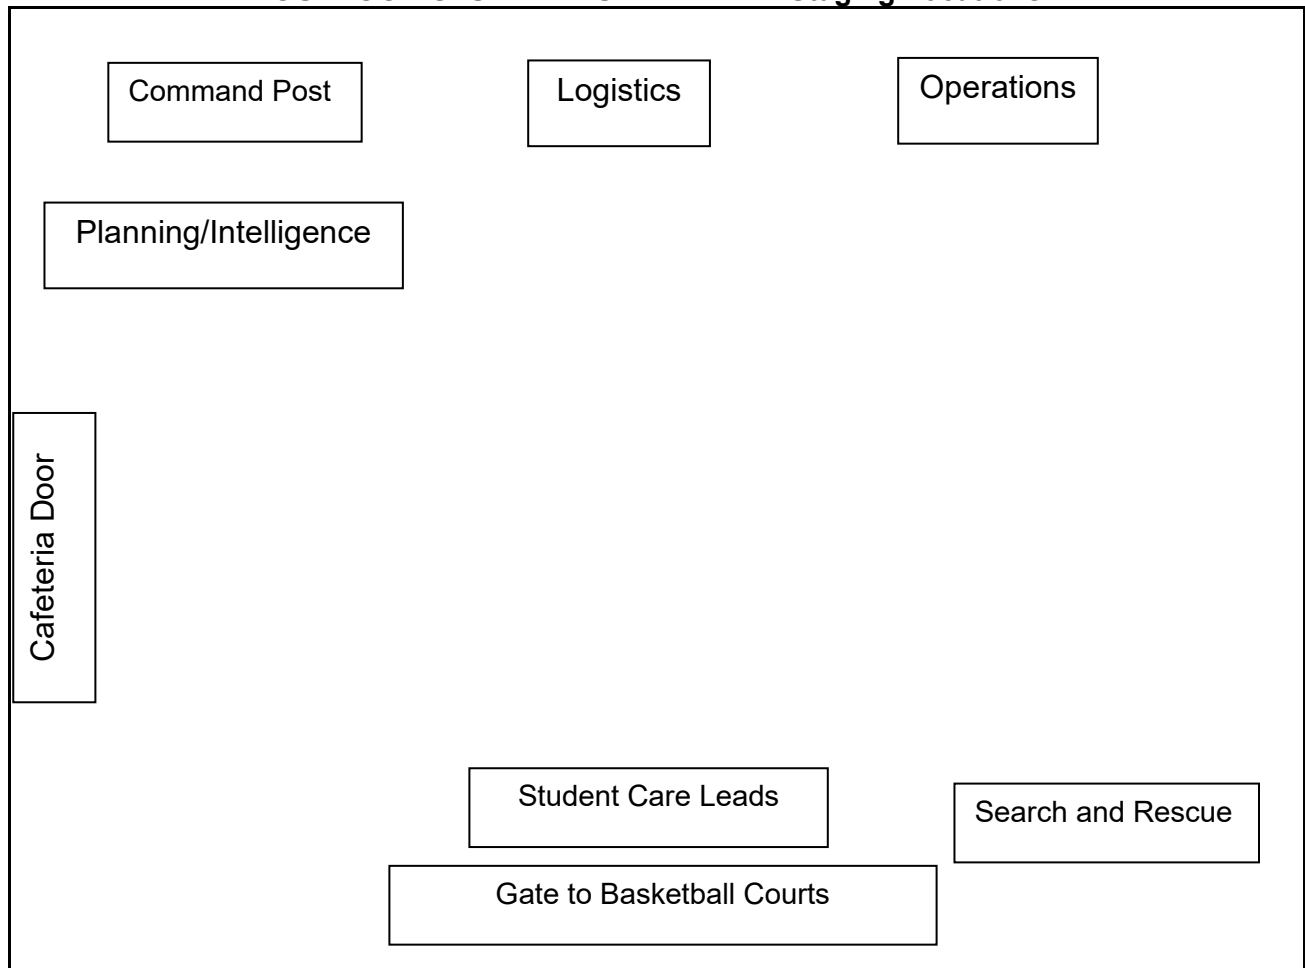 Command Post
Logistics
Operations
Planning/Intelligence
Cafeteria Door
Student Care Leads
Search and Rescue
Gate to Basketball Courts